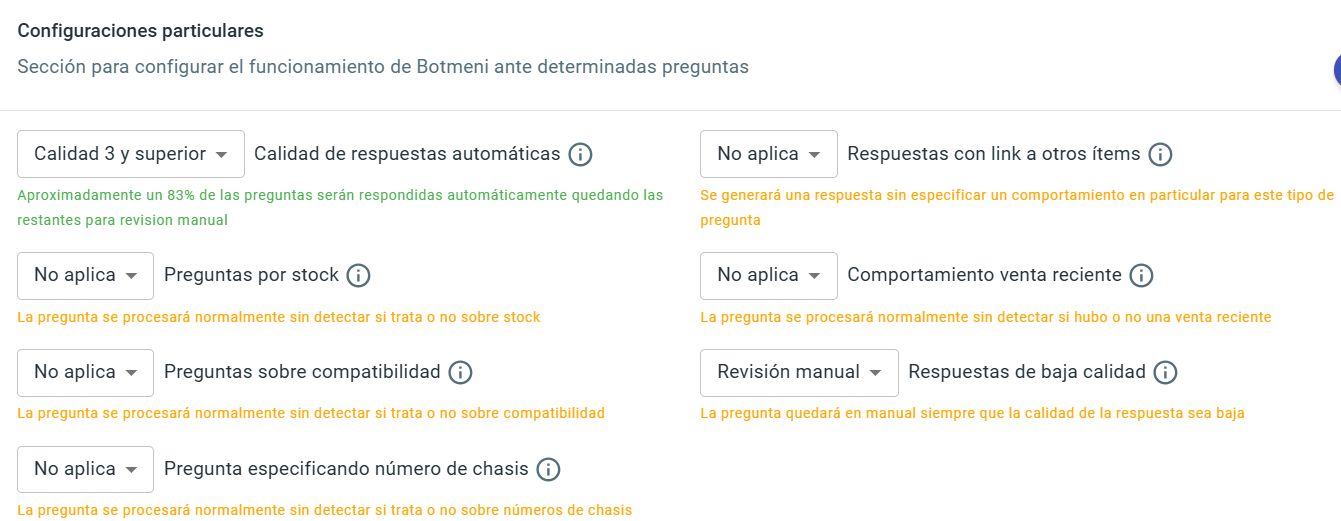 Configuraciones particulares
Sección para configurar el funcionamiento de Botmeni ante determinadas preguntas
Calidad 3 y superior Calidad de respuestas automáticas
Aproximadamente un 83% de las preguntas serán respondidas automáticamente quedando las
restantes para revision manual
No aplica Respuestas con link a otros ítems
Se generará una respuesta sin especificar un comportamiento en particular para este tipo de
pregunta
No aplica Preguntas por stock
La pregunta se procesará normalmente sin detectar si trata o no sobre stock
No aplica Comportamiento venta reciente
La pregunta se procesará normalmente sin detectar si hubo o no una venta reciente
No aplica Preguntas sobre compatibilidad
La pregunta se procesará normalmente sin detectar si trata o no sobre compatibilidad
Revisión manual Respuestas de baja calidad
La pregunta quedará en manual siempre que la calidad de la respuesta sea baja
No aplica Pregunta especificando número de chasis
La pregunta se procesará normalmente sin detectar si trata o no sobre números de chasis